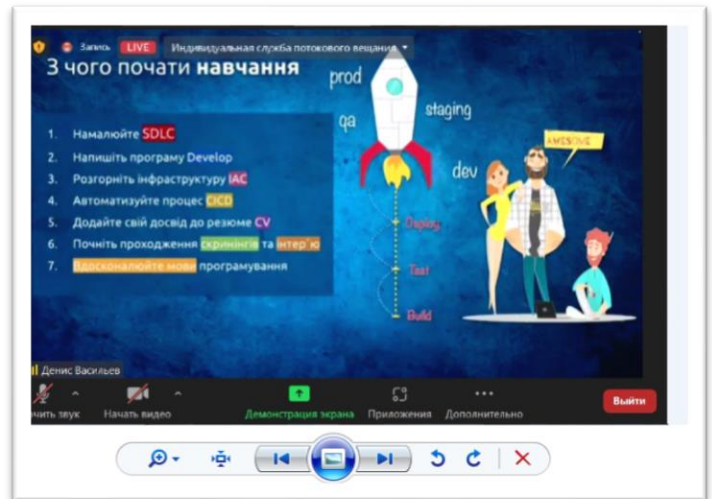 Запись LIVE Индивидуальная служба потокового вещания
З чого почати навчання
prod
staging
qa
dev
AWESOME
1. Намалюйте SDLC
2. Напишіть програму Develop
3. Розгорніть інфраструктуру IAC
4. Автоматизуйте процес CICD
5. Додайте свій досвід до резюме CV
6. Почніть проходження скринінгів та інтер'ю
7. Вдосконалюйте мови програмування
Deploy
Test
Build
Денис Васильев
чить звук Начать видео Демонстрация экрана Приложения Дополнительно Выйти